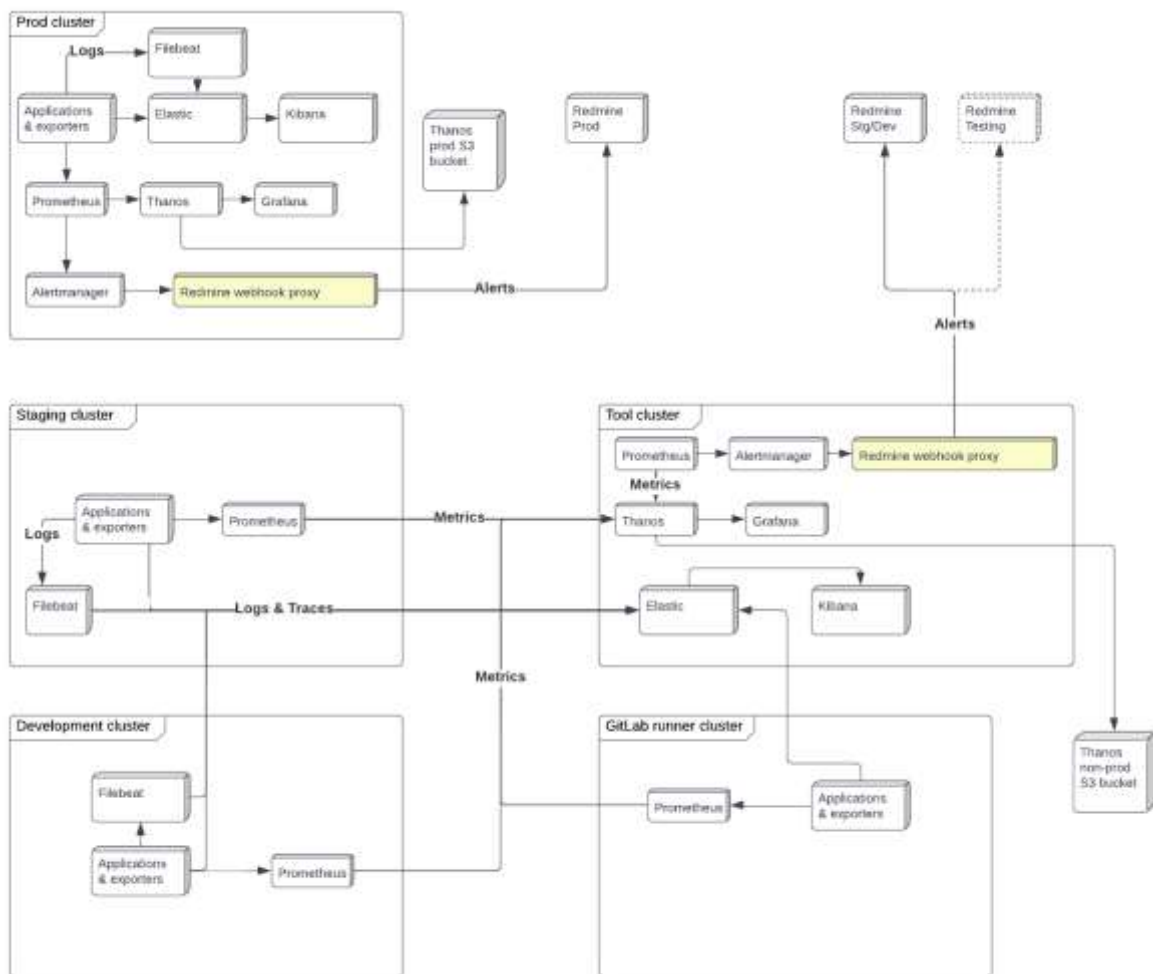 Prod cluster
Logs
Filebeat
Applications
& exporters
Elastic
Kibana
Thanos
prod S3
bucket
Redmine
Prod
Redmine
Stg/Dev
Redmine
Testing
Prometheus
Thanos
Grafana
Alertmanager
Redmine webhook proxy
Alerts
Alerts
Staging cluster
Applications
& exporters
Prometheus
Logs
Filebeat
Metrics
Logs & Traces
Tool cluster
Prometheus
Alertmanager
Redmine webhook proxy
Metrics
Thanos
Grafana
Elastic
Kibana
Metrics
Development cluster
Filebeat
Applications
& exporters
Prometheus
GitLab runner cluster
Prometheus
Applications
& exporters
Thanos
non-prod
S3 bucket